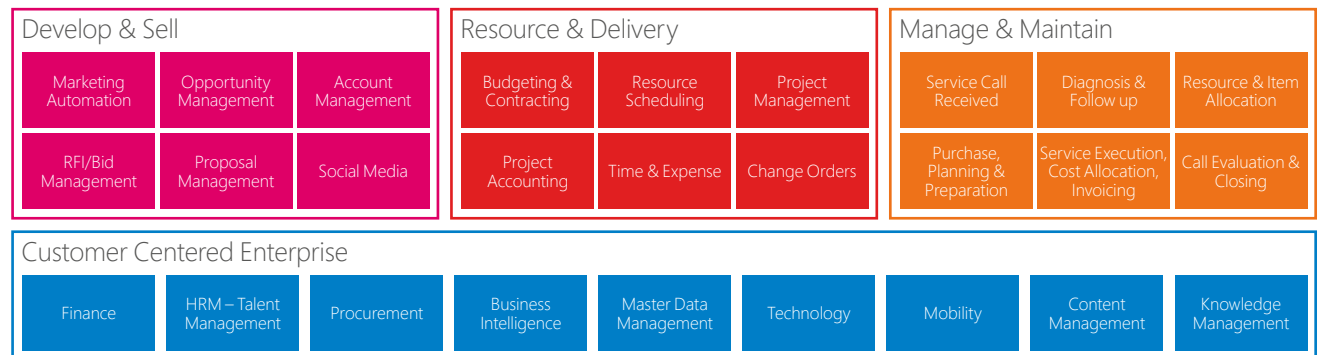 Develop & Sell
Marketing
Automation
Opportunity
Management
Account
Management
RFI/Bid
Management
Proposal
Management
Social Media
Resource & Delivery
Budgeting &
Contracting
Resource
Scheduling
Project
Management
Project
Accounting
Time & Expense
Change Orders
Manage & Maintain
Service Call
Received
Diagnosis &
Follow up
Resource & Item
Allocation
Purchase,
Planning &
Preparation
Service Execution,
Cost Allocation,
Invoicing
Call Evaluation &
Closing
Customer Centered Enterprise
Finance
HRM – Talent
Management
Procurement
Business
Intelligence
Master Data
Management
Technology
Mobility
Content
Management
Knowledge
Management